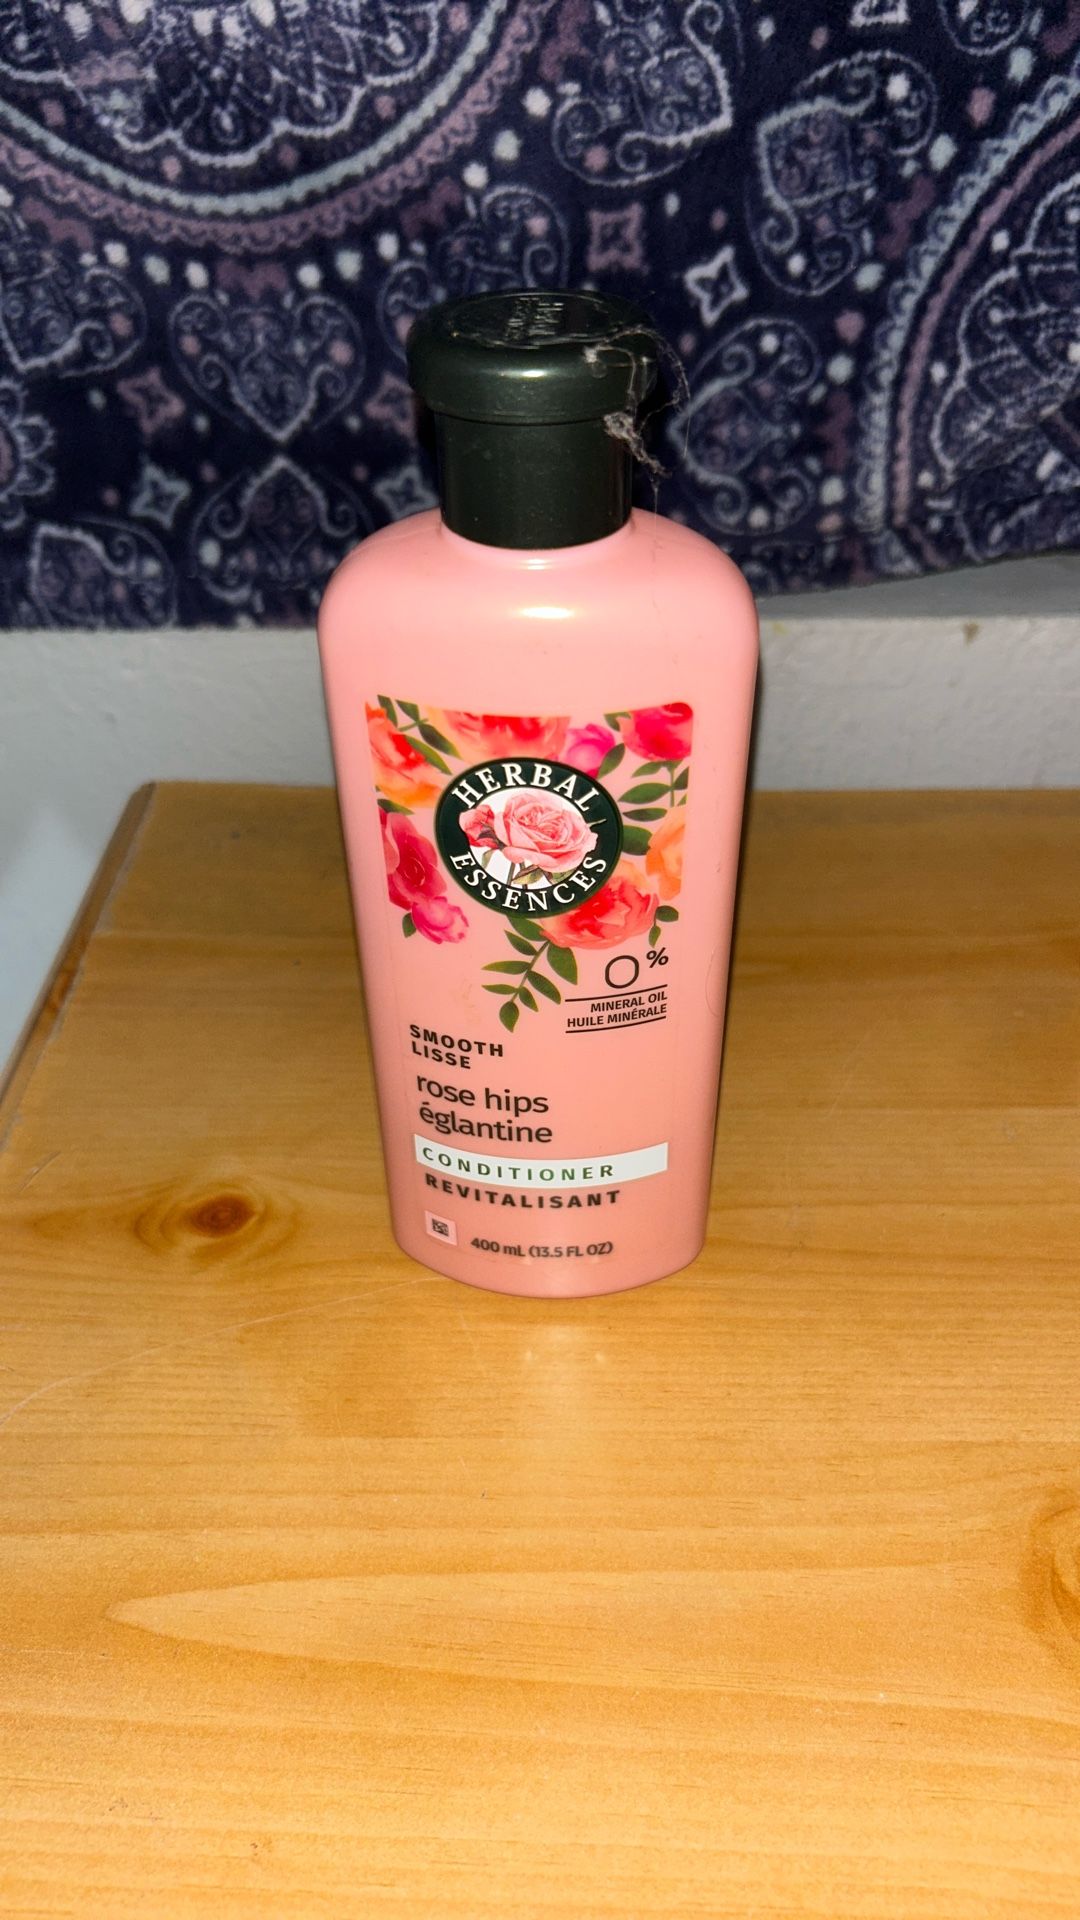 HERBAL
ESSENCES
0%
MINERAL OIL
HUILE MINÉRALE
SMOOTH
LISSE
rose hips
églantine
CONDITIONER
REVITALISANT
400 mL (13.5 FL OZ)